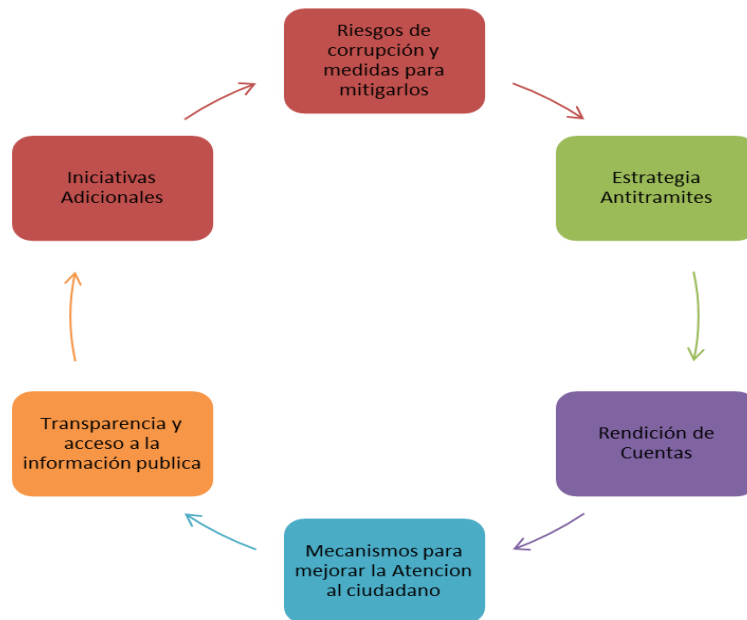 Riesgos de
corrupción y
medidas para
mitigarlos
Estrategia
Antitramites
Rendición de
Cuentas
Mecanismos para
mejorar la Atencion
al ciudadano
Transparencia y
acceso a la
información publica
Iniciativas
Adicionales